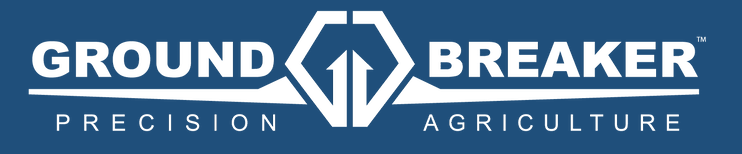 GROUND BREAKER™
PRECISION AGRICULTURE